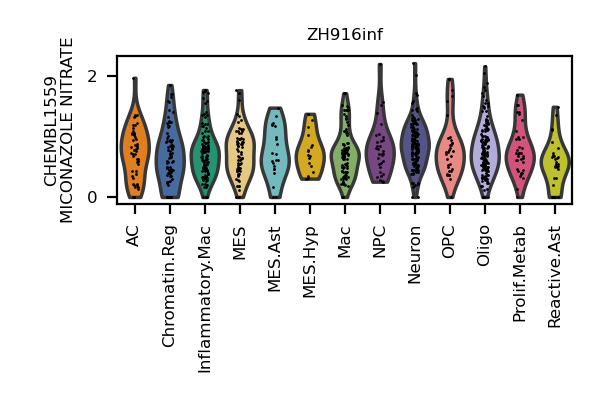 ZH916inf
CHEMBL1559
MICONAZOLE NITRATE
2
0
AC
Chromatin.Reg
Inflammatory.Mac
MES
MES.Ast
MES.Hyp
Mac
NPC
Neuron
OPC
Oligo
Prolif.Metab
Reactive.Ast